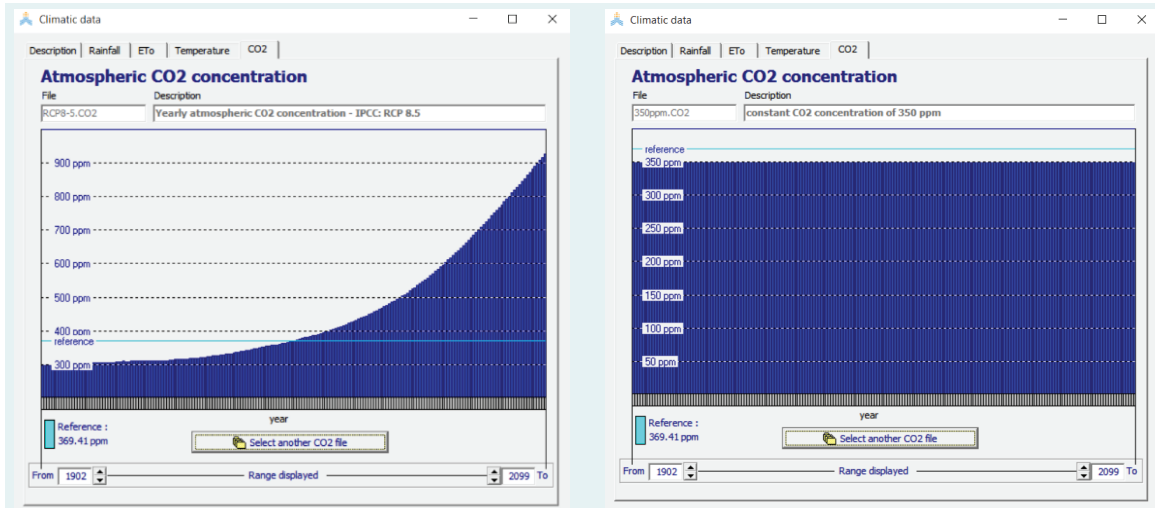 Climatic data
Description Rainfall ETo Temperature CO2
Atmospheric CO2 concentration
File Description
RCP8-5.CO2 Yearly atmospheric CO2 concentration - IPCC: RCP 8.5
900 ppm
800 ppm
700 ppm
600 ppm
500 ppm
400 ppm
reference
300 ppm
year
Reference :
369.41 ppm
Select another CO2 file
From 1902 Range displayed 2099 To
Climatic data
Description Rainfall ETo Temperature CO2
Atmospheric CO2 concentration
File Description
350ppm.CO2 constant CO2 concentration of 350 ppm
reference
350 ppm
300 ppm
250 ppm
200 ppm
150 ppm
100 ppm
50 ppm
year
Reference :
369.41 ppm
Select another CO2 file
From 1902 Range displayed 2099 To